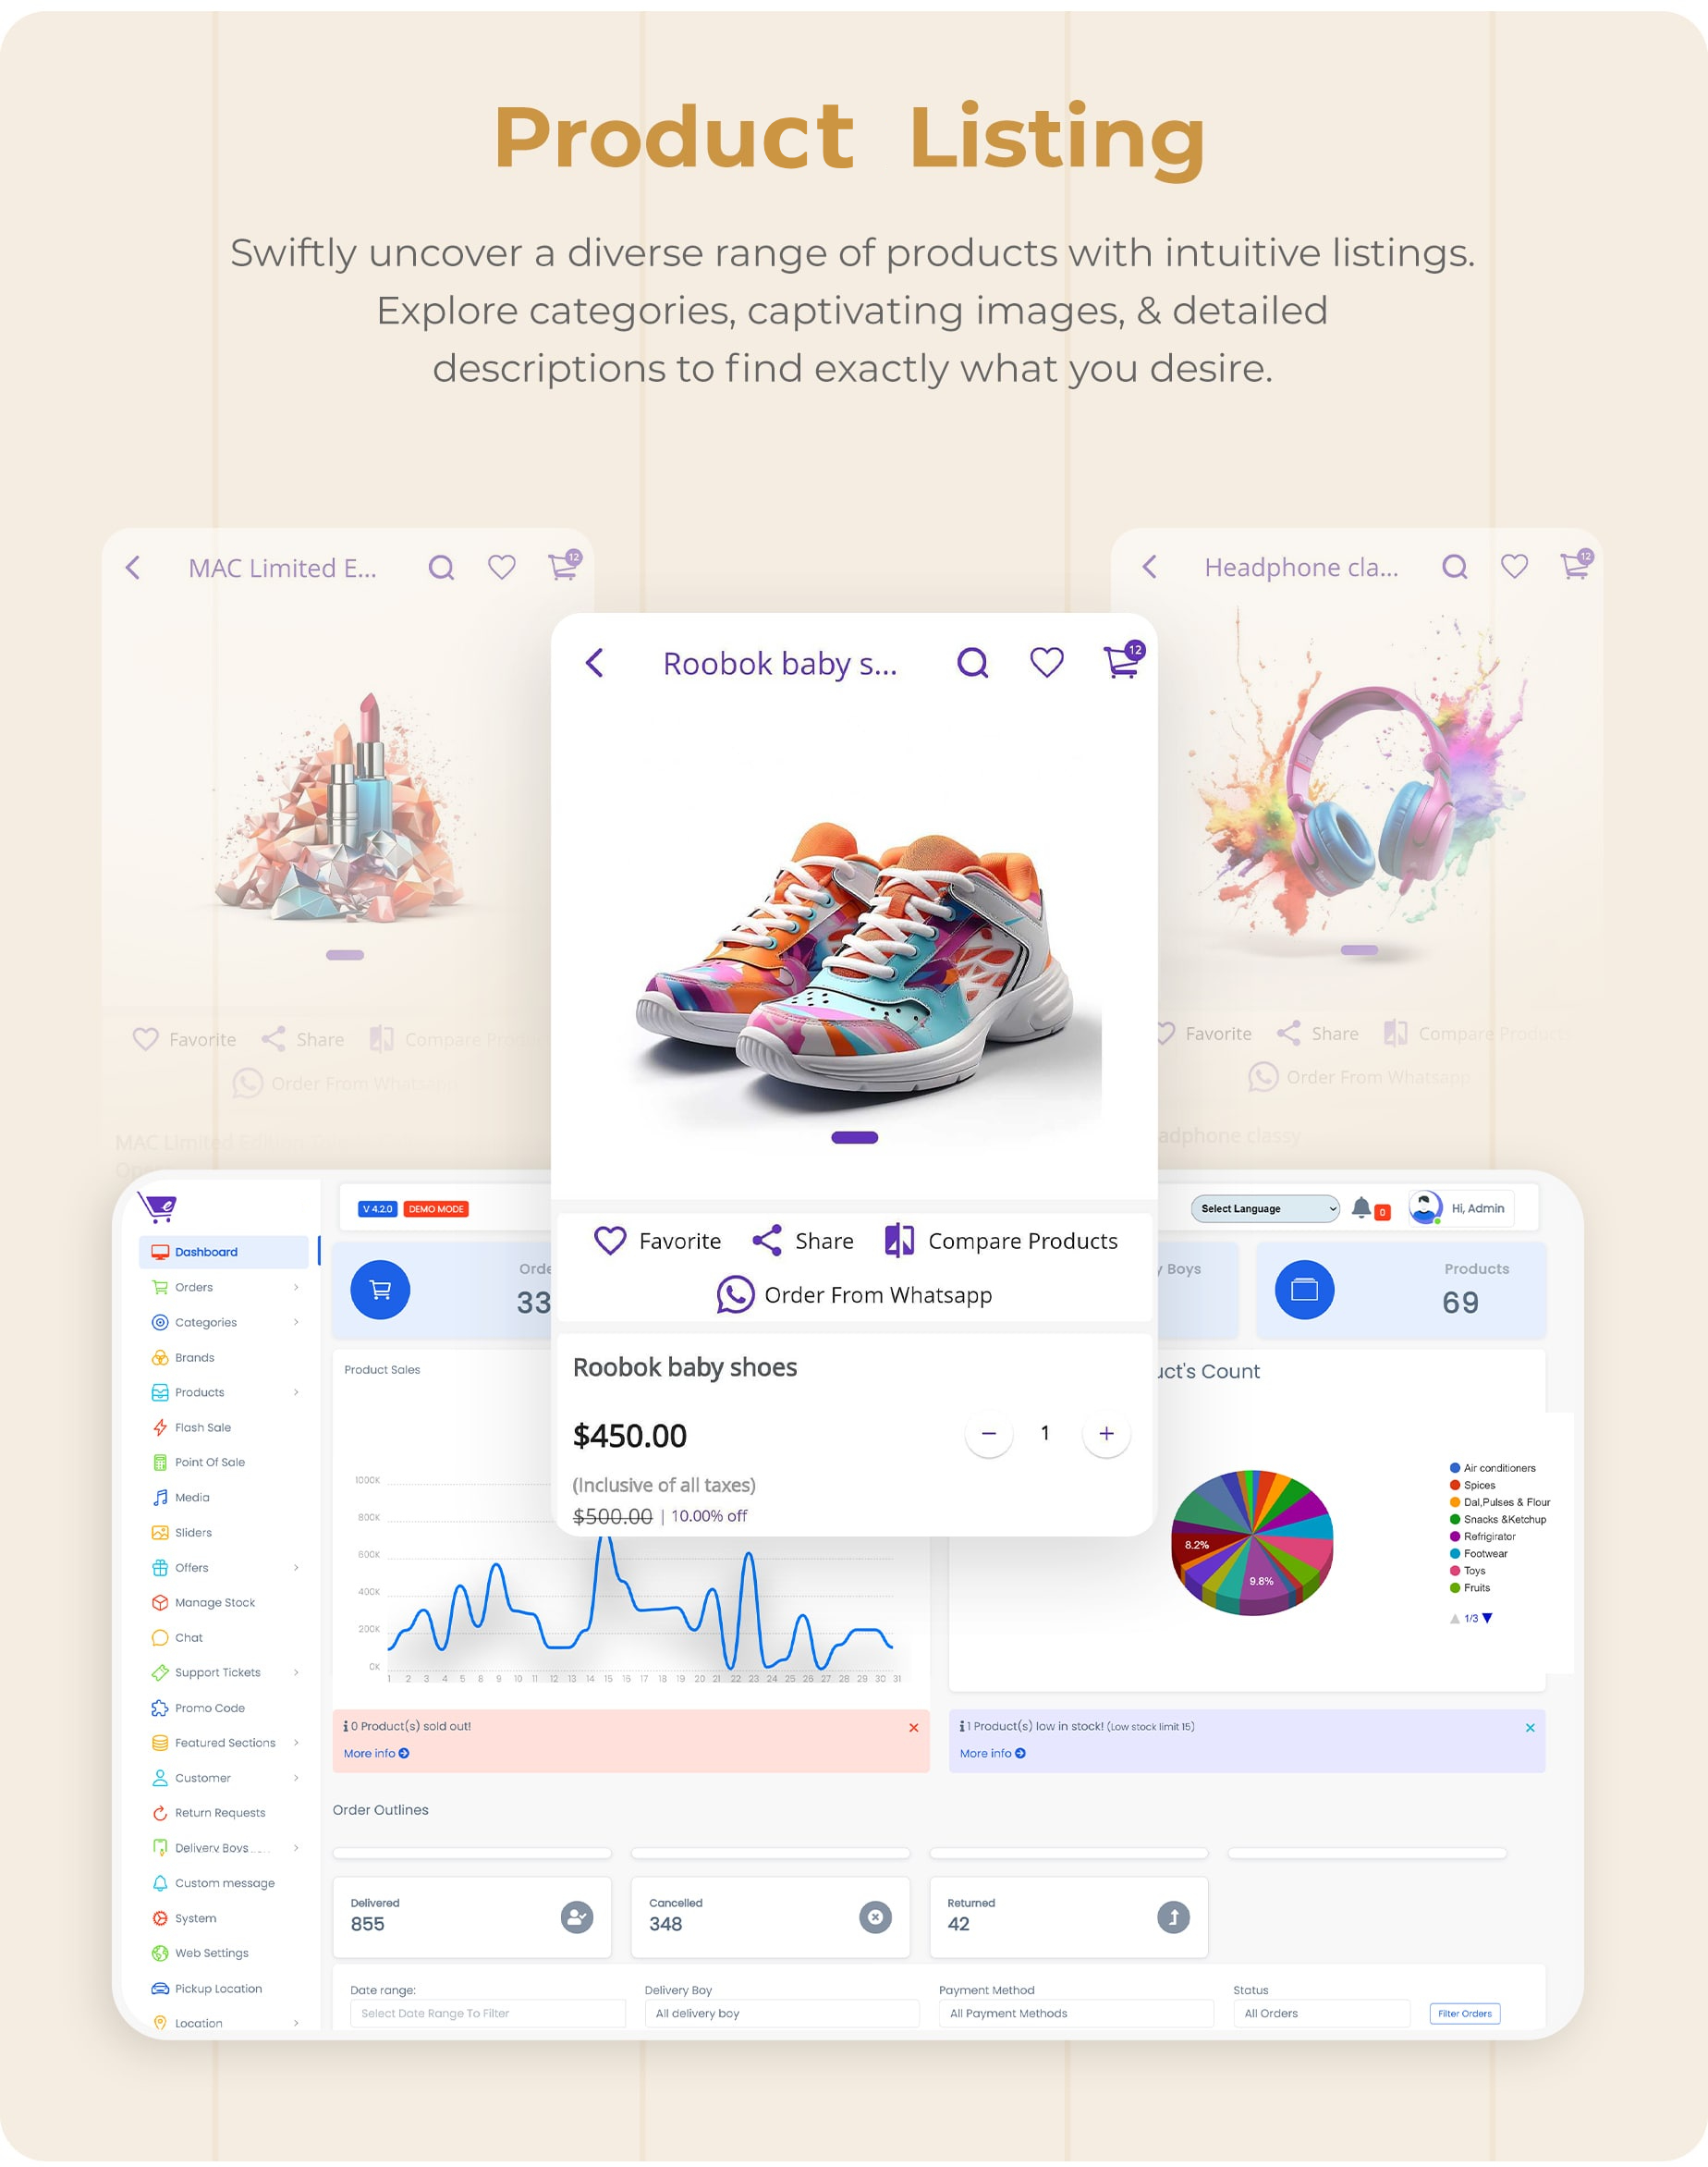 Product Listing
Swiftly uncover a diverse range of products with intuitive listings.
Explore categories, captivating images, & detailed
descriptions to find exactly what you desire.
MAC Limited E...
12
Favorite
Share
Compare
Order From Whatsapp
MAC Limited Edition
Headphone cla...
12
Favorite
Share
Compare Products
Order From Whatsapp
adphone classy
Roobok baby s...
12
Favorite
Share
Compare Products
Order From Whatsapp
Roobok baby shoes
$450.00
1
(Inclusive of all taxes)
$500.00 | 10.00% off
V 4.2.0
DEMO MODE
Select Language
0
Hi, Admin
Dashboard
Orders
Categories
Brands
Products
Flash Sale
Point Of Sale
Media
Sliders
Offers
Manage Stock
Chat
Support Tickets
Promo Code
Featured Sections
Customer
Return Requests
Delivery Boys
Custom message
System
Web Settings
Pickup Location
Location
Orde
33
y Boys
Products
69
Product Sales
1000K
800K
600K
400K
200K
0K
1 2 3 4 5 8 9 10 11 12 13 14 15 16 17 18 19 20 21 22 23 24 25 26 27 28 29 30 31
uct's Count
8.2%
9.8%
Air conditioners
Spices
Dal,Pulses & Flour
Snacks &Ketchup
Refrigirator
Footwear
Toys
Fruits
1/3
0 Product(s) sold out!
More info
1 Product(s) low in stock! (Low stock limit 15)
More info
Order Outlines
Delivered
855
Cancelled
348
Returned
42
Date range:
Select Date Range To Filter
Delivery Boy
All delivery boy
Payment Method
All Payment Methods
Status
All Orders
Filter Orders